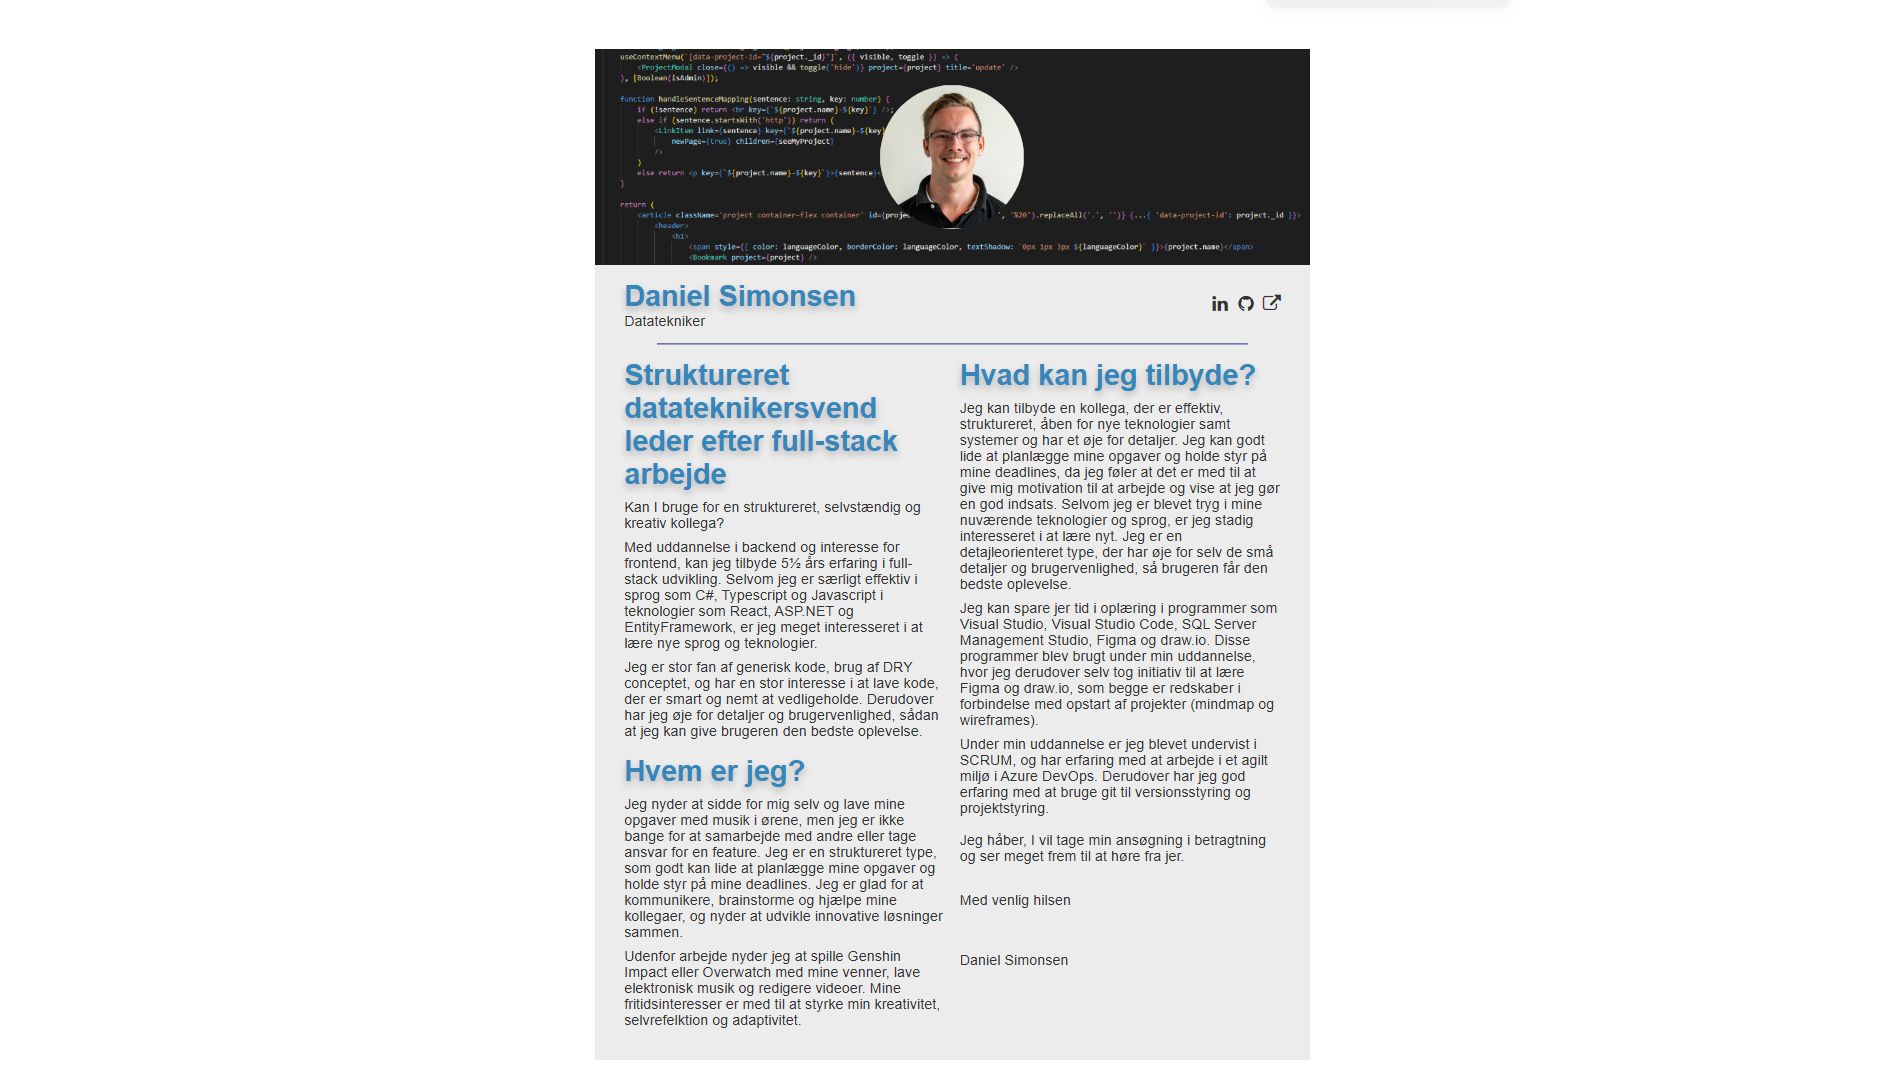 useContextMenu(`[data-project-id="${project._id}"]`, {{ visible, toggle }) => (
<ProjectModal close={() => visible && toggle('hide')} project={project} title='update' />
), [Boolean(isAdmin)]);
function handleSentenceMapping(sentence: string, key: number) {
if (!sentence) return <br key={`${project.name}-${key}`} />;
else if (sentence.startsWith('http')) return (
<LinkItem link={sentence} key={`${project.name}-${key}
newPage={true} children={seeMyProject}
/>
)
else return <p key={`${project.name}-${key}`}>{sentence}<
}
return (
<article className='project container-flex container' id={projec ', '%20').replaceAll('.', '')} {...{ 'data-project-id': project._id }}>
<header>
<h1>
<span style={{ color: languageColor, borderColor: languageColor, textShadow: `0px 1px 3px ${languageColor}` }}>{project.name}</span>
<Bookmark project={project} />
Daniel Simonsen
Datatekniker
in
Struktureret
datateknikersvend
leder efter full-stack
arbejde
Kan I bruge for en struktureret, selvstændig og
kreativ kollega?
Med uddannelse i backend og interesse for
frontend, kan jeg tilbyde 5½ års erfaring i full-
stack udvikling. Selvom jeg er særligt effektiv i
sprog som C#, Typescript og Javascript i
teknologier som React, ASP.NET og
EntityFramework, er jeg meget interesseret i at
lære nye sprog og teknologier.
Jeg er stor fan af generisk kode, brug af DRY
conceptet, og har en stor interesse i at lave kode,
der er smart og nemt at vedligeholde. Derudover
har jeg øje for detaljer og brugervenlighed, sådan
at jeg kan give brugeren den bedste oplevelse.
Hvem er jeg?
Jeg nyder at sidde for mig selv og lave mine
opgaver med musik i ørene, men jeg er ikke
bange for at samarbejde med andre eller tage
ansvar for en feature. Jeg er en struktureret type,
som godt kan lide at planlægge mine opgaver og
holde styr på mine deadlines. Jeg er glad for at
kommunikere, brainstorme og hjælpe mine
kollegaer, og nyder at udvikle innovative løsninger
sammen.
Udenfor arbejde nyder jeg at spille Genshin
Impact eller Overwatch med mine venner, lave
elektronisk musik og redigere videoer. Mine
fritidsinteresser er med til at styrke min kreativitet,
selvrefelktion og adaptivitet.
Hvad kan jeg tilbyde?
Jeg kan tilbyde en kollega, der er effektiv,
struktureret, åben for nye teknologier samt
systemer og har et øje for detaljer. Jeg kan godt
lide at planlægge mine opgaver og holde styr på
mine deadlines, da jeg føler at det er med til at
give mig motivation til at arbejde og vise at jeg gør
en god indsats. Selvom jeg er blevet tryg i mine
nuværende teknologier og sprog, er jeg stadig
interesseret i at lære nyt. Jeg er en
detajleorienteret type, der har øje for selv de små
detaljer og brugervenlighed, så brugeren får den
bedste oplevelse.
Jeg kan spare jer tid i oplæring i programmer som
Visual Studio, Visual Studio Code, SQL Server
Management Studio, Figma og draw.io. Disse
programmer blev brugt under min uddannelse,
hvor jeg derudover selv tog initiativ til at lære
Figma og draw.io, som begge er redskaber i
forbindelse med opstart af projekter (mindmap og
wireframes).
Under min uddannelse er jeg blevet undervist i
SCRUM, og har erfaring med at arbejde i et agilt
miljø i Azure DevOps. Derudover har jeg god
erfaring med at bruge git til versionsstyring og
projektstyring.
Jeg håber, I vil tage min ansøgning i betragtning
og ser meget frem til at høre fra jer.
Med venlig hilsen
Daniel Simonsen